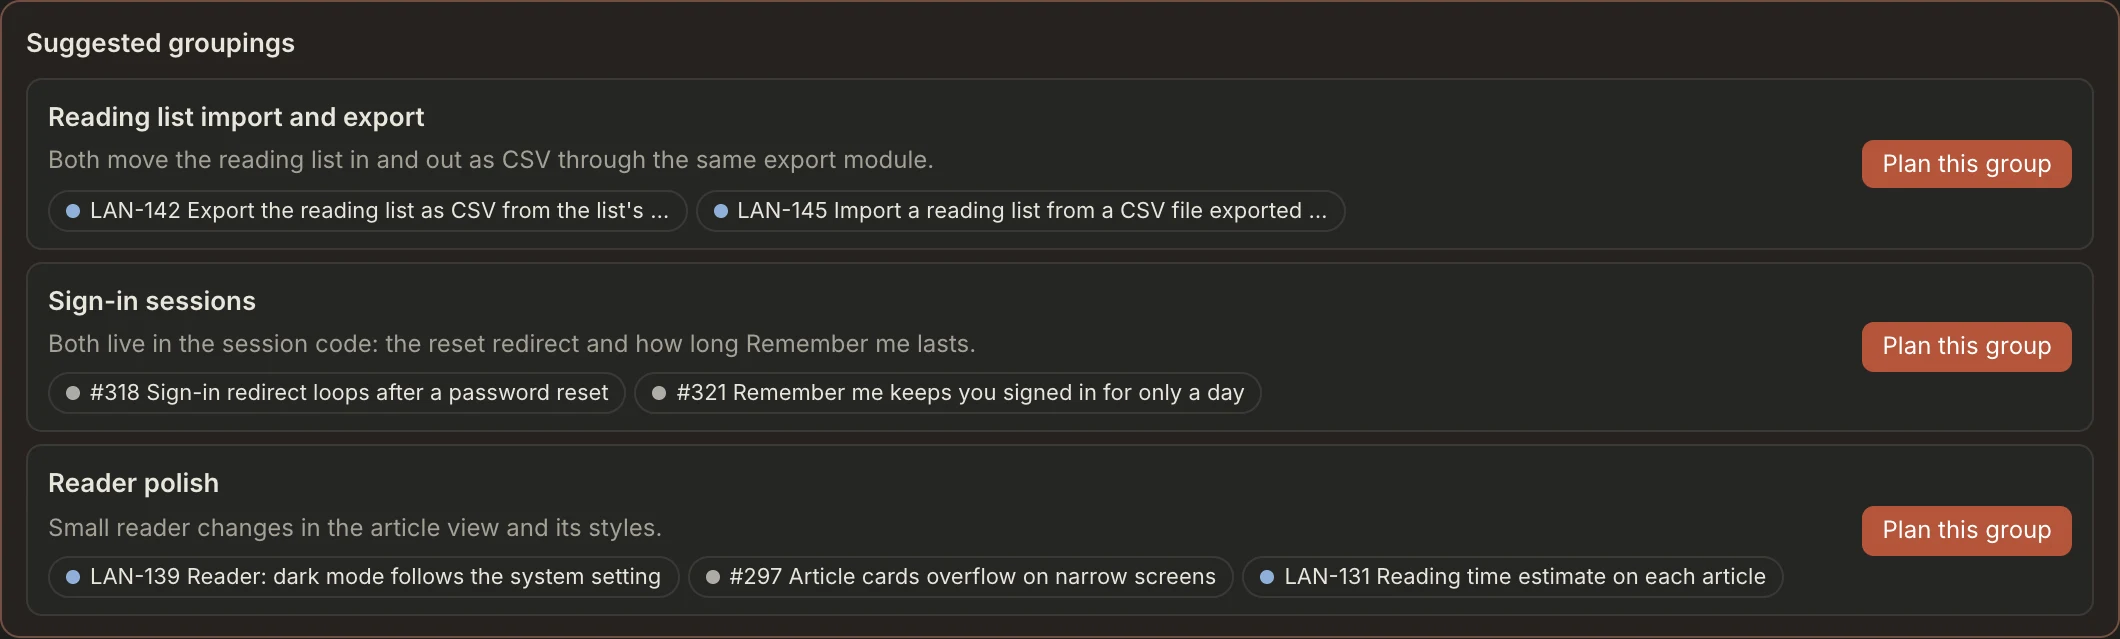 Suggested groupings
Reading list import and export
Both move the reading list in and out as CSV through the same export module.
Plan this group
LAN-142 Export the reading list as CSV from the list's ...
LAN-145 Import a reading list from a CSV file exported ...
Sign-in sessions
Both live in the session code: the reset redirect and how long Remember me lasts.
Plan this group
#318 Sign-in redirect loops after a password reset
#321 Remember me keeps you signed in for only a day
Reader polish
Small reader changes in the article view and its styles.
Plan this group
LAN-139 Reader: dark mode follows the system setting
#297 Article cards overflow on narrow screens
LAN-131 Reading time estimate on each article